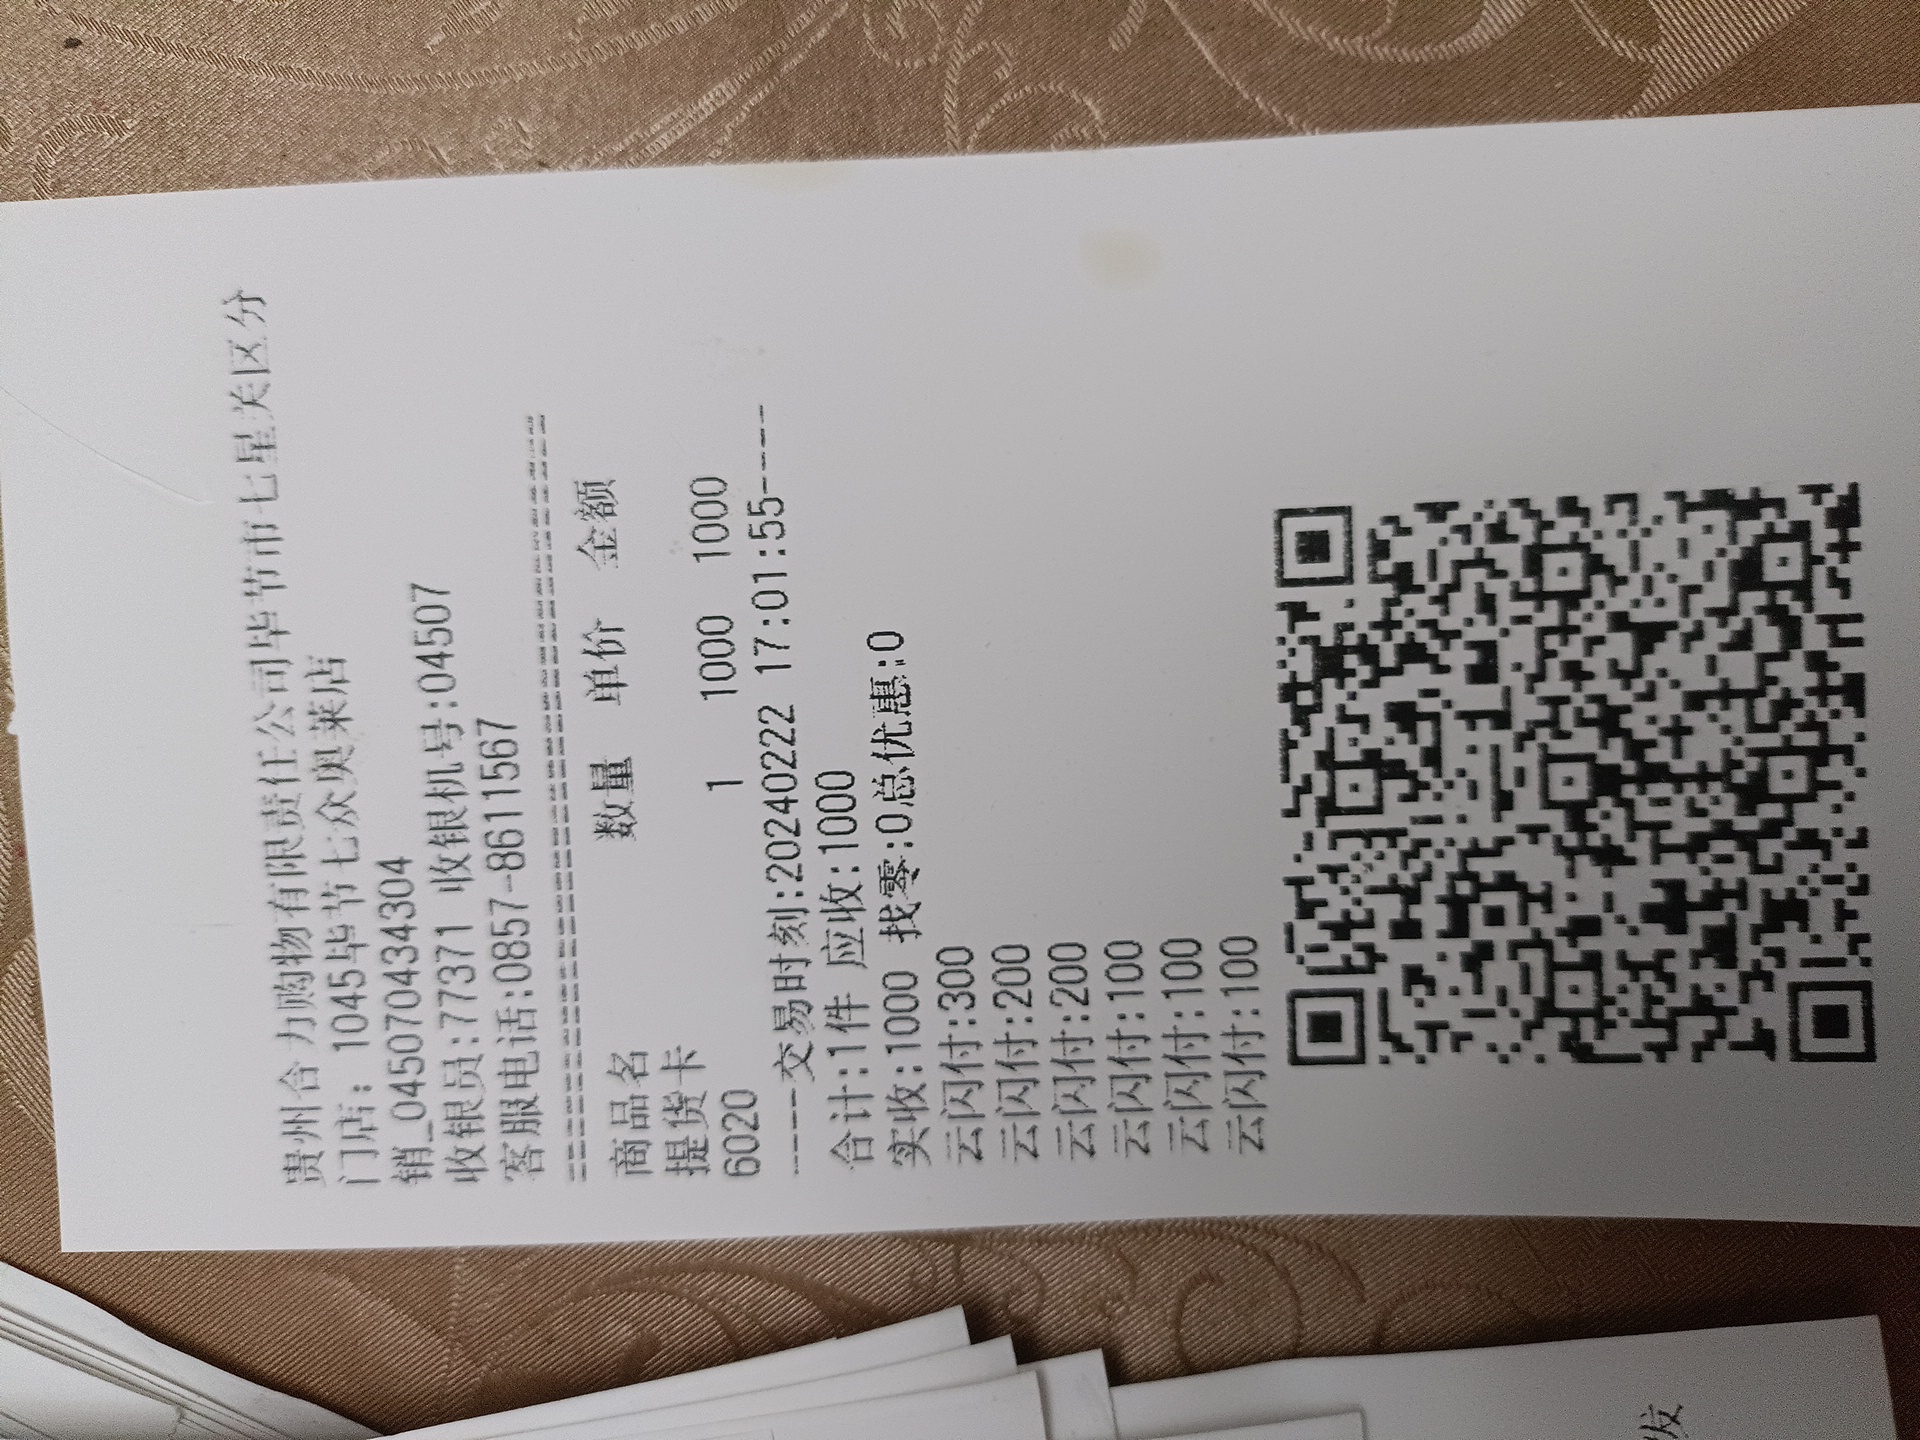 贵州合力购物有限责任公司毕节市七星关区分
门店: 1045毕节七众奥莱店
销_045070434304
收银员:77371 收银机号:04507
客服电话:0857-8611567
========================================
商品名 数量 单价 金额
提货卡
6020 1 1000 1000
-----交易时刻:20240222 17:01:55-----
合计:1件 应收:1000
实收:1000 找零:0总优惠:0
云闪付:300
云闪付:200
云闪付:200
云闪付:100
云闪付:100
云闪付:100